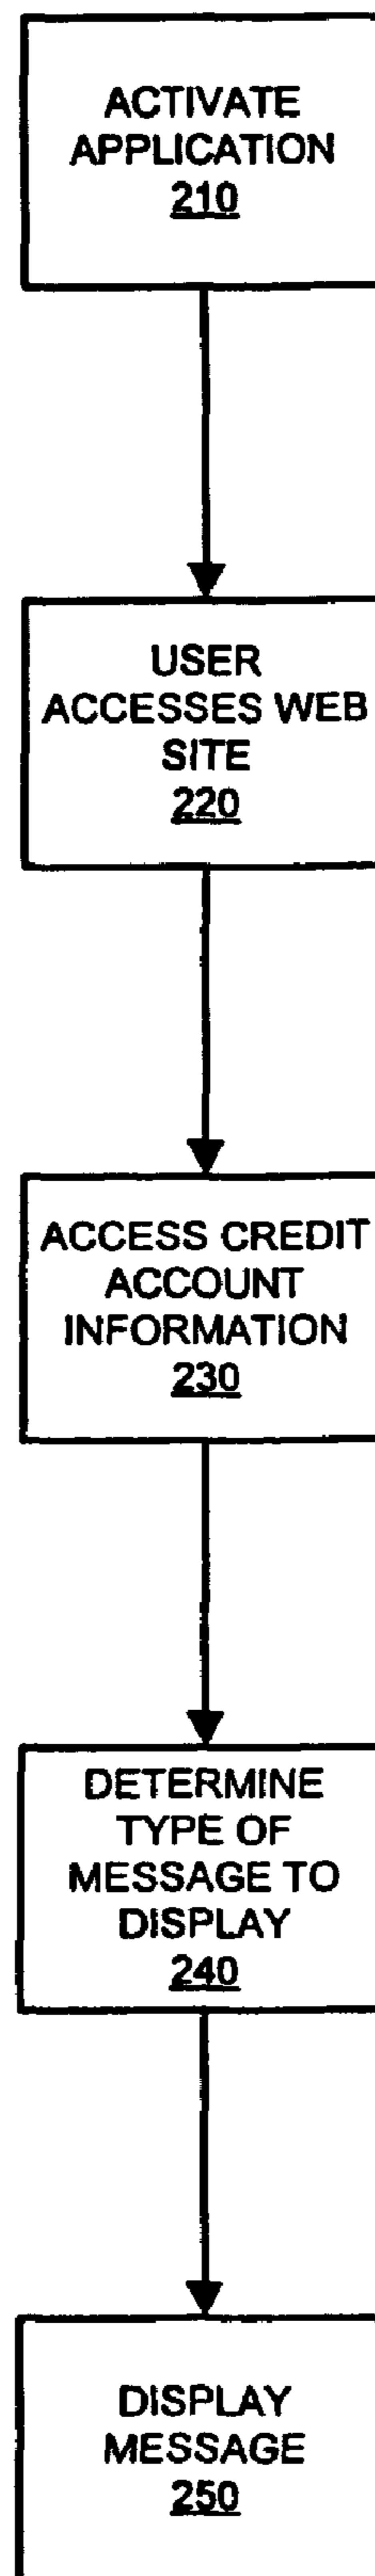 ACTIVATE
APPLICATION
210
USER
ACCESSES WEB
SITE
220
ACCESS CREDIT
ACCOUNT
INFORMATION
230
DETERMINE
TYPE OF
MESSAGE TO
DISPLAY
240
DISPLAY
MESSAGE
250